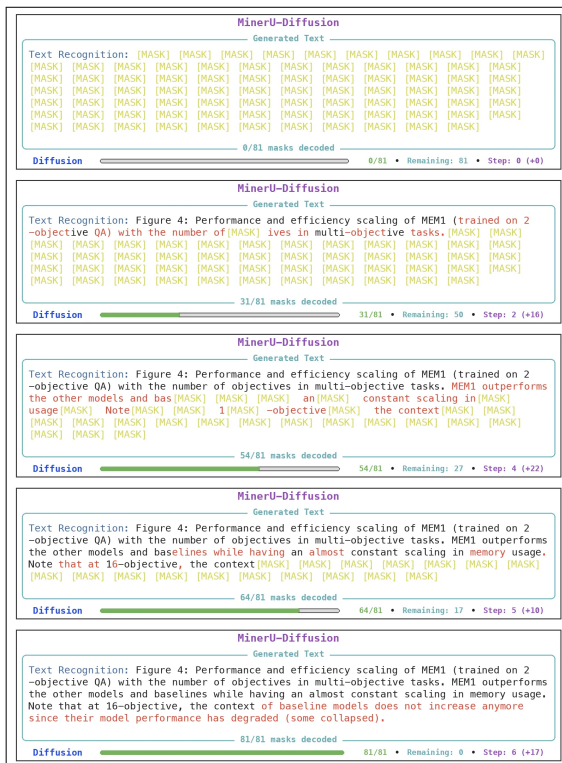 MinerU-Diffusion
Generated Text
Text Recognition: [MASK] [MASK] [MASK] [MASK] [MASK] [MASK] [MASK] [MASK] [MASK] [MASK]
[MASK] [MASK] [MASK] [MASK] [MASK] [MASK] [MASK] [MASK] [MASK] [MASK] [MASK] [MASK]
[MASK] [MASK] [MASK] [MASK] [MASK] [MASK] [MASK] [MASK] [MASK] [MASK] [MASK] [MASK]
[MASK] [MASK] [MASK] [MASK] [MASK] [MASK] [MASK] [MASK] [MASK] [MASK] [MASK] [MASK]
[MASK] [MASK] [MASK] [MASK] [MASK] [MASK] [MASK] [MASK] [MASK] [MASK] [MASK] [MASK]
[MASK] [MASK] [MASK] [MASK] [MASK] [MASK] [MASK] [MASK] [MASK] [MASK] [MASK] [MASK]
[MASK] [MASK] [MASK] [MASK] [MASK] [MASK] [MASK] [MASK] [MASK] [MASK] [MASK]
0/81 masks decoded
Diffusion 0/81 • Remaining: 81 • Step: 0 (+0)
MinerU-Diffusion
Generated Text
Text Recognition: Figure 4: Performance and efficiency scaling of MEM1 (trained on 2
-objective QA) with the number of[MASK] ives in multi-objective tasks.[MASK] [MASK]
[MASK] [MASK] [MASK] [MASK] [MASK] [MASK] [MASK] [MASK] [MASK] [MASK] [MASK] [MASK]
[MASK] [MASK] [MASK] [MASK] [MASK] [MASK] [MASK] [MASK] [MASK] [MASK] [MASK] [MASK]
[MASK] [MASK] [MASK] [MASK] [MASK] [MASK] [MASK] [MASK] [MASK] [MASK] [MASK] [MASK]
[MASK] [MASK] [MASK] [MASK] [MASK] [MASK] [MASK] [MASK] [MASK] [MASK] [MASK]
31/81 masks decoded
Diffusion 31/81 • Remaining: 50 • Step: 2 (+16)
MinerU-Diffusion
Generated Text
Text Recognition: Figure 4: Performance and efficiency scaling of MEM1 (trained on 2
-objective QA) with the number of objectives in multi-objective tasks. MEM1 outperforms
the other models and bas[MASK] [MASK] [MASK] an[MASK] constant scaling in[MASK]
usage[MASK] Note[MASK] [MASK] 1[MASK] -objective[MASK] the context[MASK] [MASK]
[MASK] [MASK] [MASK] [MASK] [MASK] [MASK] [MASK] [MASK] [MASK] [MASK] [MASK] [MASK]
[MASK] [MASK] [MASK]
54/81 masks decoded
Diffusion 54/81 • Remaining: 27 • Step: 4 (+22)
MinerU-Diffusion
Generated Text
Text Recognition: Figure 4: Performance and efficiency scaling of MEM1 (trained on 2
-objective QA) with the number of objectives in multi-objective tasks. MEM1 outperforms
the other models and baselines while having an almost constant scaling in memory usage.
Note that at 16-objective, the context[MASK] [MASK] [MASK] [MASK] [MASK] [MASK] [MASK]
[MASK] [MASK] [MASK] [MASK] [MASK] [MASK] [MASK] [MASK] [MASK] [MASK]
64/81 masks decoded
Diffusion 64/81 • Remaining: 17 • Step: 5 (+10)
MinerU-Diffusion
Generated Text
Text Recognition: Figure 4: Performance and efficiency scaling of MEM1 (trained on 2
-objective QA) with the number of objectives in multi-objective tasks. MEM1 outperforms
the other models and baselines while having an almost constant scaling in memory usage.
Note that at 16-objective, the context of baseline models does not increase anymore
since their model performance has degraded (some collapsed).
81/81 masks decoded
Diffusion 81/81 • Remaining: 0 • Step: 6 (+17)